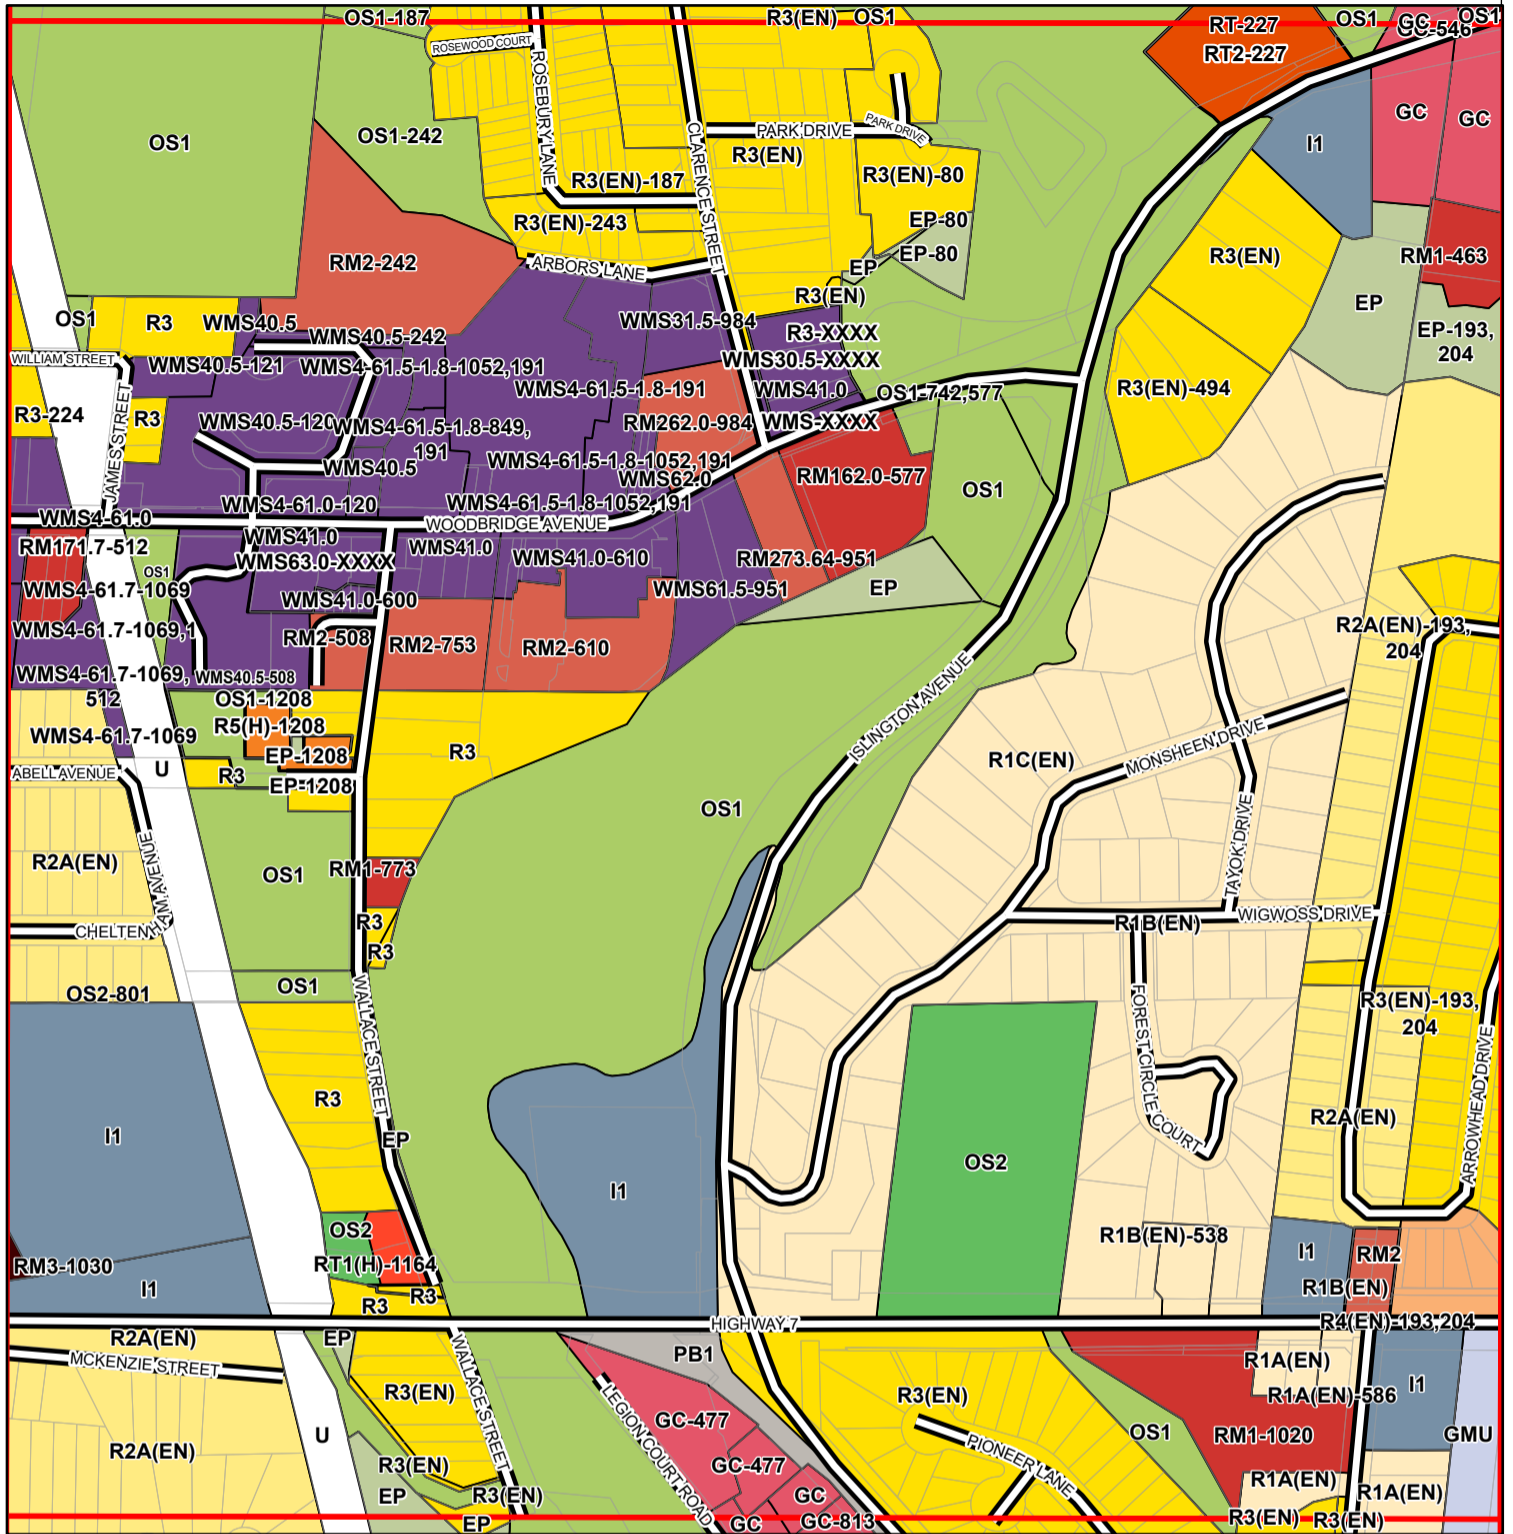 OS1-187
R3(EN)
OS1
RT-227
OS1
GC
OS1
GC-546
RT2-227
ROSEWOOD COURT
ROSEBURY LANE
CLARENCE STREET
PARK DRIVE
PARK DRIVE
OS1
OS1-242
R3(EN)
I1
GC
GC
R3(EN)-187
R3(EN)-80
R3(EN)-243
EP-80
EP-80
RM2-242
ARBORS LANE
EP
R3(EN)
RM1-463
R3(EN)
EP
OS1
R3
WMS40.5
WMS31.5-984
R3-XXXX
EP-193,
204
WMS40.5-242
WILLIAM STREET
WMS40.5-121
WMS4-61.5-1.8-1052,191
WMS30.5-XXXX
WMS4-61.5-1.8-191
WMS41.0
OS1-742,577
R3(EN)-494
JAMES STREET
R3-224
R3
WMS40.5-120
WMS4-61.5-1.8-849,
191
RM262.0-984
WMS-XXXX
WMS40.5
WMS4-61.5-1.8-1052,191
WMS62.0
RM162.0-577
OS1
WMS4-61.0-120
WMS4-61.5-1.8-1052,191
WMS4-61.0
WOODBRIDGE AVENUE
WMS41.0
WMS41.0
RM171.7-512
WMS63.0-XXXX
WMS41.0-610
RM273.64-951
OS1
WMS4-61.7-1069
WMS61.5-951
EP
WMS41.0-600
WMS4-61.7-1069,1
RM2-508
RM2-753
RM2-610
R2A(EN)-193,
204
WMS4-61.7-1069,
512
WMS40.5-508
OS1-1208
ISLINGTON AVENUE
R5(H)-1208
WMS4-61.7-1069
EP-1208
R3
R1C(EN)
MONSHEEN DRIVE
ABELL AVENUE
U
R3
EP-1208
OS1
TAYOK DRIVE
R2A(EN)
CHELTENHAM AVENUE
OS1
RM1-773
R3
R1B(EN)
WIGWOSS DRIVE
R3
OS2-801
OS1
WALLACE STREET
FOREST CIRCLE COURT
R3(EN)-193,
204
ARROWHEAD DRIVE
R3
R2A(EN)
I1
EP
OS2
I1
OS2
R1B(EN)-538
I1
RM2
RM3-1030
RT1(H)-1164
I1
R1B(EN)
R3
R3
HIGHWAY 7
R4(EN)-193,204
R2A(EN)
EP
PB1
R1A(EN)
MCKENZIE STREET
WALLACE STREET
LEGION COURT ROAD
R3(EN)
R3(EN)
R1A(EN)-586
I1
GC-477
PIONEER LANE
OS1
RM1-1020
GMU
R2A(EN)
U
R3(EN)
GC-477
R1A(EN)
R1A(EN)
EP
R3(EN)
GC
R3(EN)
R3(EN)
EP
GC
GC-813